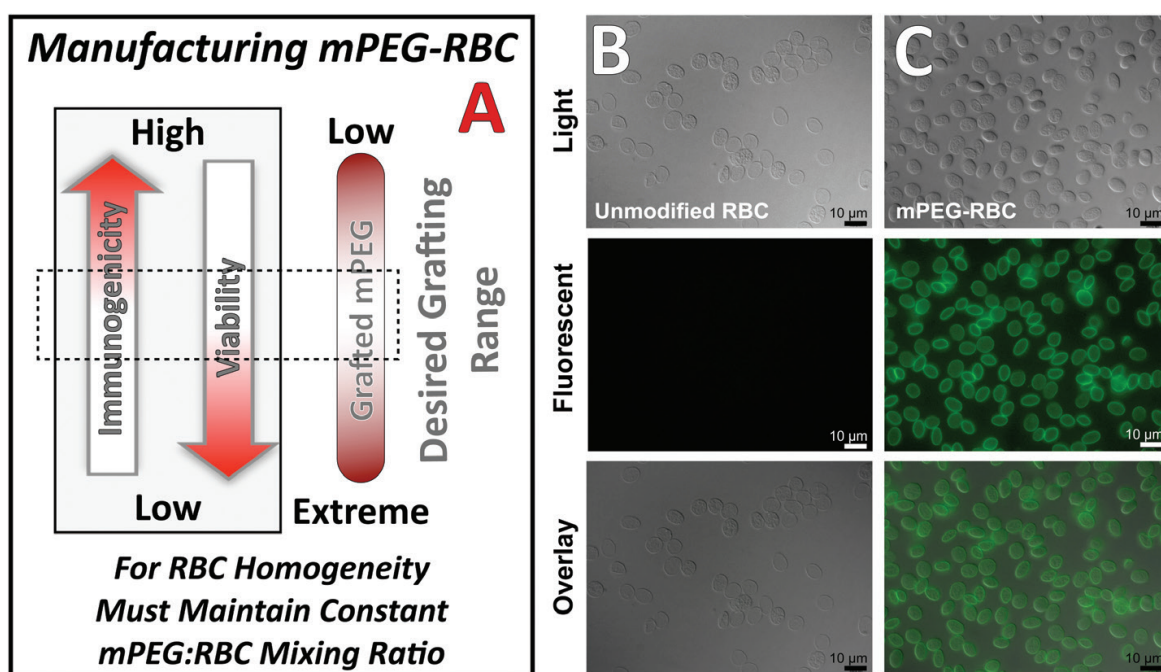 Manufacturing mPEG-RBC
A
High
Low
Immunogenicity
Viability
Grafted mPEG
Desired Grafting
Range
Low
Extreme
For RBC Homogeneity
Must Maintain Constant
mPEG:RBC Mixing Ratio
B
C
Light
Unmodified RBC
10 µm
mPEG-RBC
10 µm
Fluorescent
10 µm
10 µm
Overlay
10 µm
10 µm